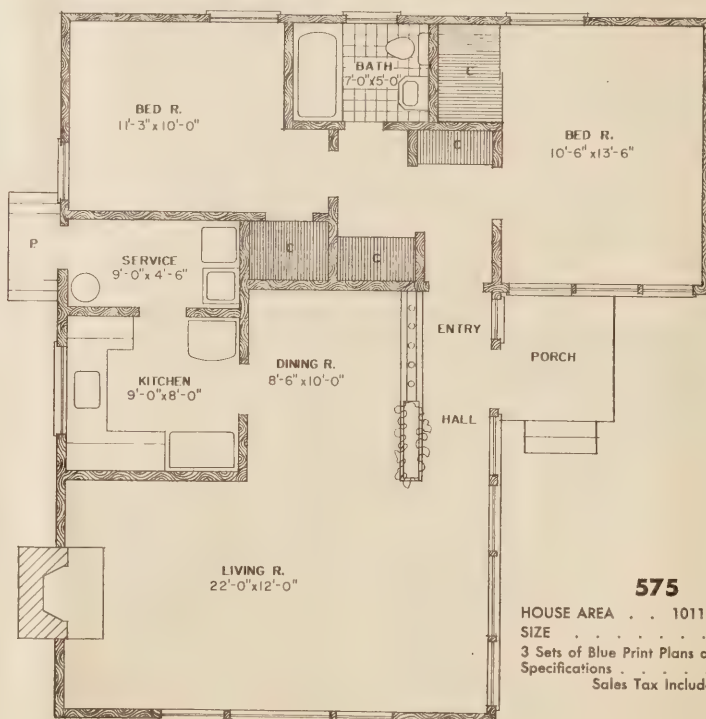 BATH
7'-0"x5'-0"
C
BED R.
11'-3"x10'-0"
BED R.
10'-6"x13'-6"
C
P.
SERVICE
9'-0"x4'-6"
C
C
ENTRY
PORCH
DINING R.
8'-6"x10'-0"
KITCHEN
9'-0"x8'-0"
HALL
LIVING R.
22'-0"x12'-0"
575
HOUSE AREA . . 1011
SIZE . . . . . . .
3 Sets of Blue Print Plans
Specifications . . . .
Sales Tax